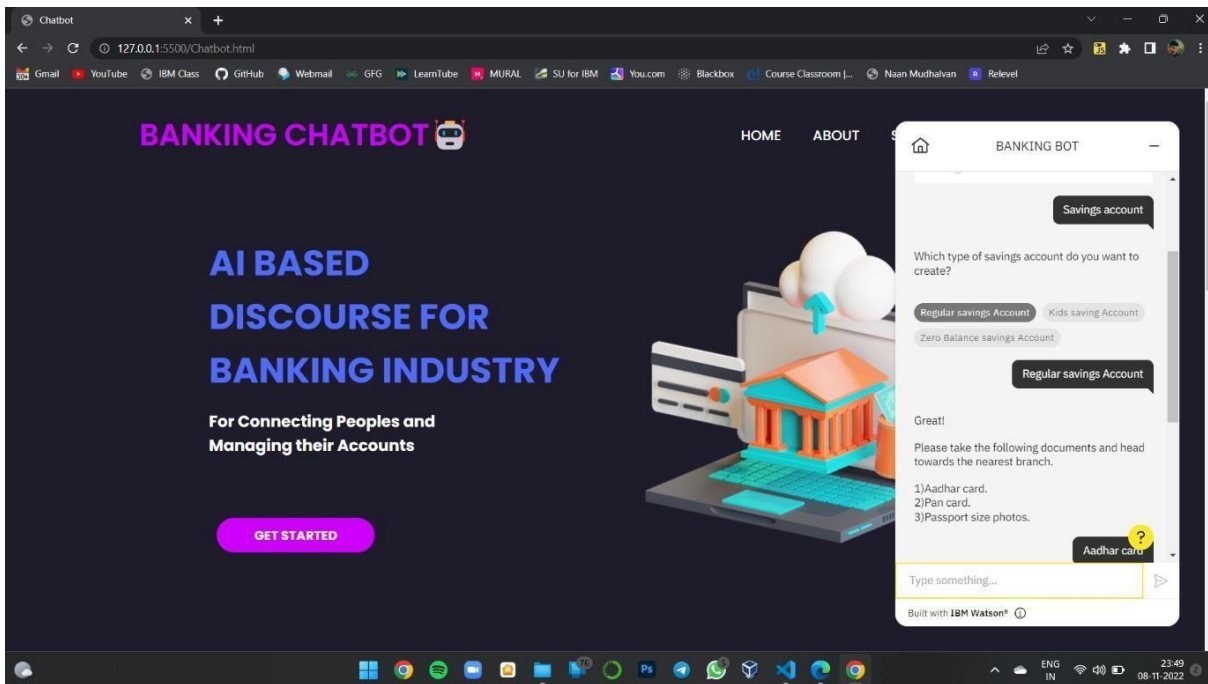 Chatbot
127.0.0.1:5500/Chatbot.html
Gmail YouTube IBM Class GitHub Webmail GFG LearnTube MURAL SU for IBM You.com Blackbox Course Classroom |... Naan Mudhalvan Relevel
BANKING CHATBOT
HOME ABOUT S
AI BASED
DISCOURSE FOR
BANKING INDUSTRY
For Connecting Peoples and
Managing their Accounts
GET STARTED
BANKING BOT
Savings account
Which type of savings account do you want to
create?
Regular savings Account Kids saving Account
Zero Balance savings Account
Regular savings Account
Great!
Please take the following documents and head
towards the nearest branch.
1)Aadhar card.
2)Pan card.
3)Passport size photos.
?
Aadhar card
Type something...
Built with IBM Watson®
76
Ps
ENG
IN
23:49
08-11-2022